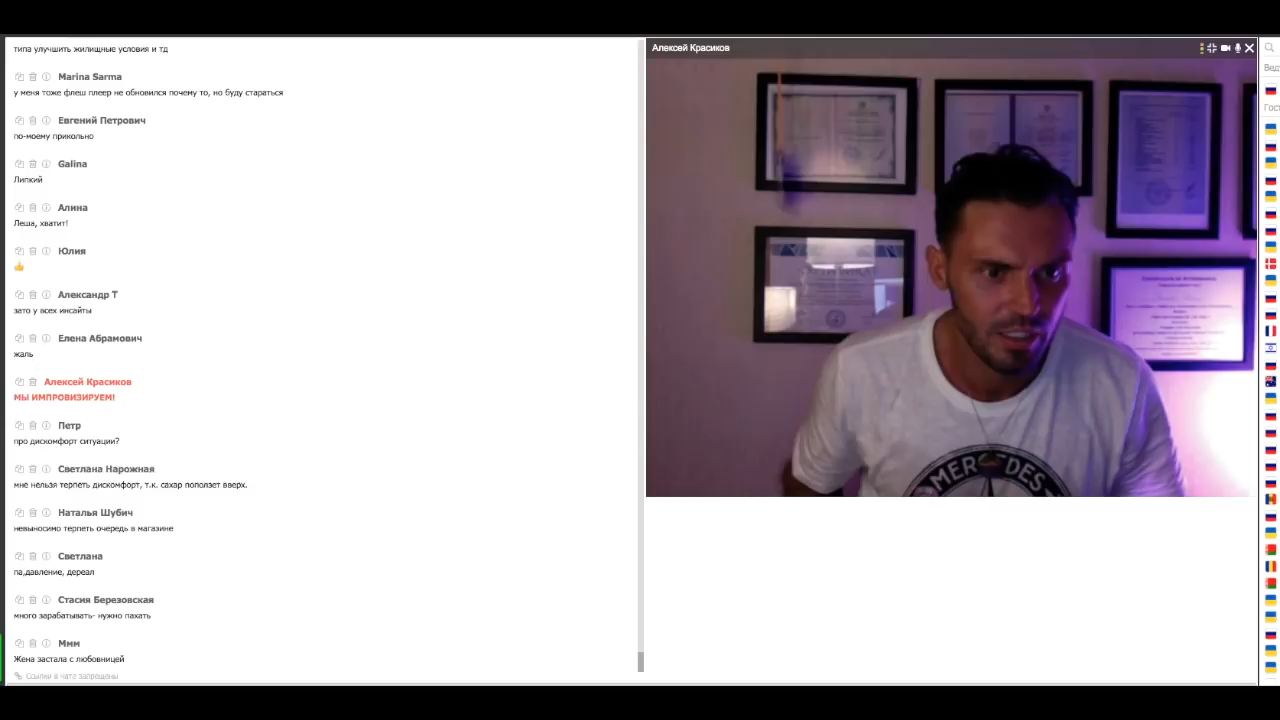 типа улучшить жилищные условия и тд
Marina Sarma
у меня тоже флеш плеер не обновился почему то, но буду стараться
Евгений Петрович
по-моему прикольно
Galina
Липкий
Алина
Леша, хватит!
Юлия
Александр Т
зато у всех инсайты
Елена Абрамович
жаль
Алексей Красиков
МЫ ИМПРОВИЗИРУЕМ!
Петр
про дискомфорт ситуации?
Светлана Нарожная
мне нельзя терпеть дискомфорт, т.к. сахар поползет вверх.
Наталья Шубич
невыносимо терпеть очередь в магазине
Светлана
па,давление, дереал
Стасия Березовская
много зарабатывать- нужно пахать
Ммм
Жена застала с любовницей
Ссылки в чате запрещены
Алексей Красиков
MERCEDES
Вед
Гост